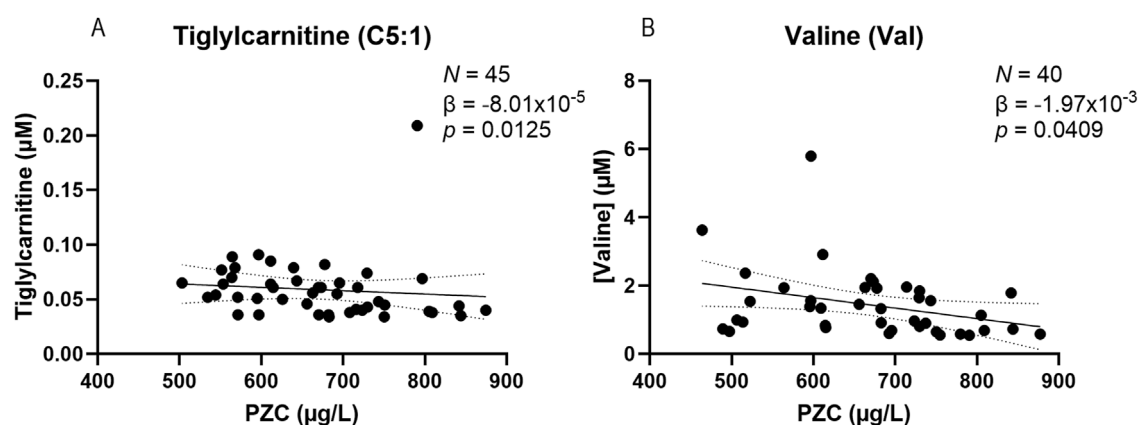 A
Tiglylcarnitine (C5:1)
N = 45
β = -8.01x10⁻⁵
p = 0.0125
Tiglylcarnitine (µM)
0.25
0.20
0.15
0.10
0.05
0.00
400 500 600 700 800 900
PZC (µg/L)
B
Valine (Val)
N = 40
β = -1.97x10⁻³
p = 0.0409
[Valine] (µM)
8
6
4
2
0
400 500 600 700 800 900
PZC (µg/L)